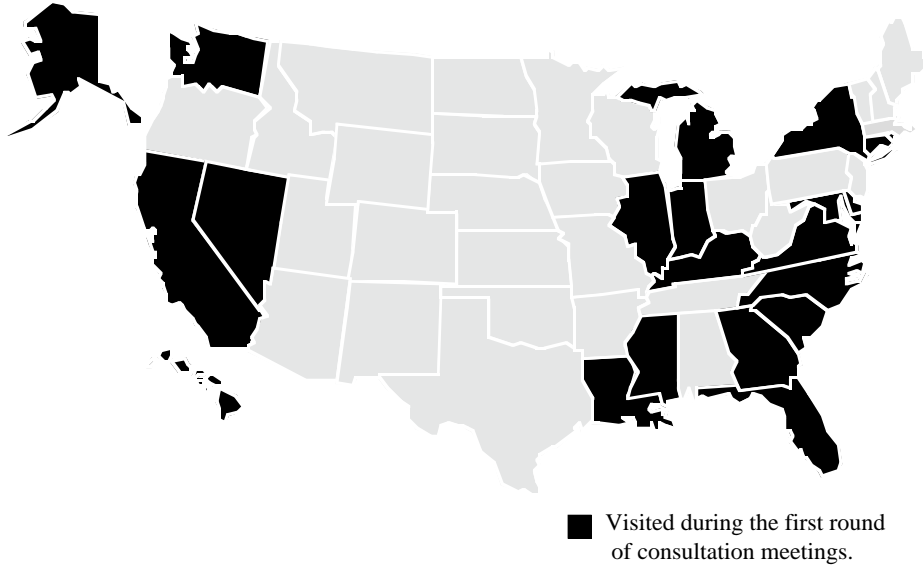 Visited during the first round
of consultation meetings.